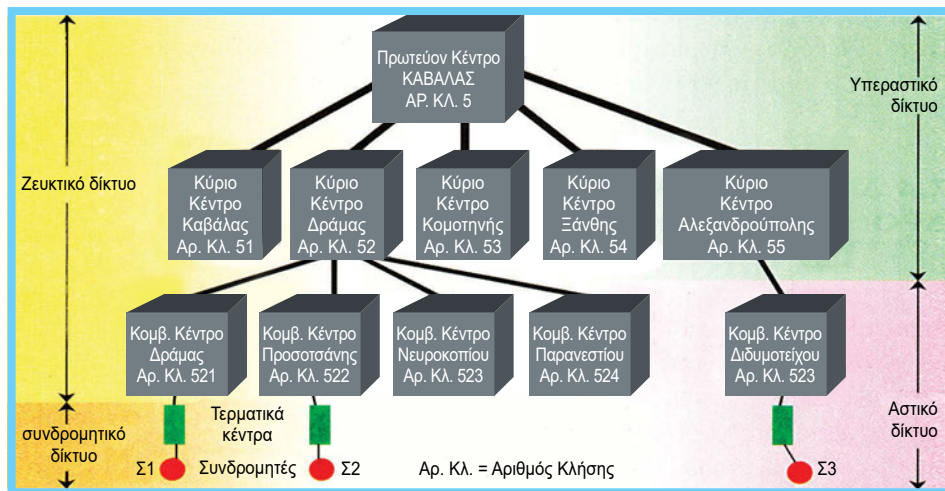 Πρωτεύον Κέντρο
ΚΑΒΑΛΑΣ
ΑΡ. ΚΛ. 5
Υπεραστικό
δίκτυο
Ζευκτικό δίκτυο
Κύριο
Κέντρο
Καβάλας
Αρ. Κλ. 51
Κύριο
Κέντρο
Δράμας
Αρ. Κλ. 52
Κύριο
Κέντρο
Κομοτηνής
Αρ. Κλ. 53
Κύριο
Κέντρο
Ξάνθης
Αρ. Κλ. 54
Κύριο
Κέντρο
Αλεξανδρούπολης
Αρ. Κλ. 55
Κομβ. Κέντρο
Δράμας
Αρ. Κλ. 521
Κομβ. Κέντρο
Προσοτσάνης
Αρ. Κλ. 522
Κομβ. Κέντρο
Νευροκοπίου
Αρ. Κλ. 523
Κομβ. Κέντρο
Παρανεστίου
Αρ. Κλ. 524
Κομβ. Κέντρο
Διδυμοτείχου
Αρ. Κλ. 523
συνδρομητικό
δίκτυο
Τερματικά
κέντρα
Αστικό
δίκτυο
Σ1
Συνδρομητές
Σ2
Αρ. Κλ. = Αριθμός Κλήσης
Σ3